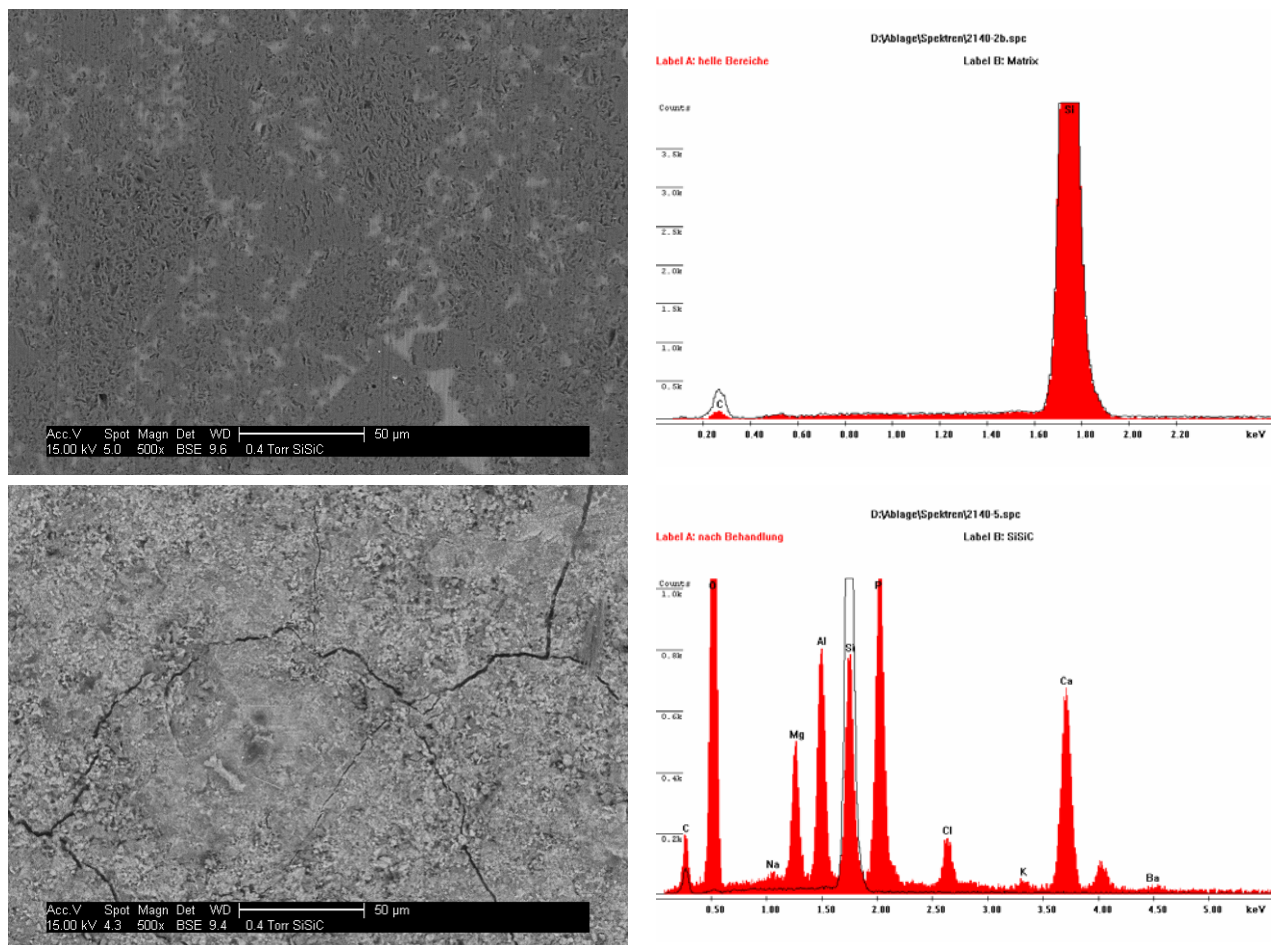 D:\Ablage\Spektren\2140-2b.spc
Label A: helle Bereiche Label B: Matrix
Counts
Si
3.5k
3.0k
2.5k
2.0k
1.5k
1.0k
0.5k
C
0.20 0.40 0.60 0.80 1.00 1.20 1.40 1.60 1.80 2.00 2.20 keV
Acc.V Spot Magn Det WD 50 µm
15.00 kV 5.0 500x BSE 9.6 0.4 Torr SiSiC
D:\Ablage\Spektren\2140-5.spc
Label A: nach Behandlung Label B: SiSiC
Counts
O P
1.0k
Al
0.8k
Si
Ca
0.6k
Mg
0.4k
C Cl
0.2k
Na K Ba
0.50 1.00 1.50 2.00 2.50 3.00 3.50 4.00 4.50 5.00 keV
Acc.V Spot Magn Det WD 50 µm
15.00 kV 4.3 500x BSE 9.4 0.4 Torr SiSiC